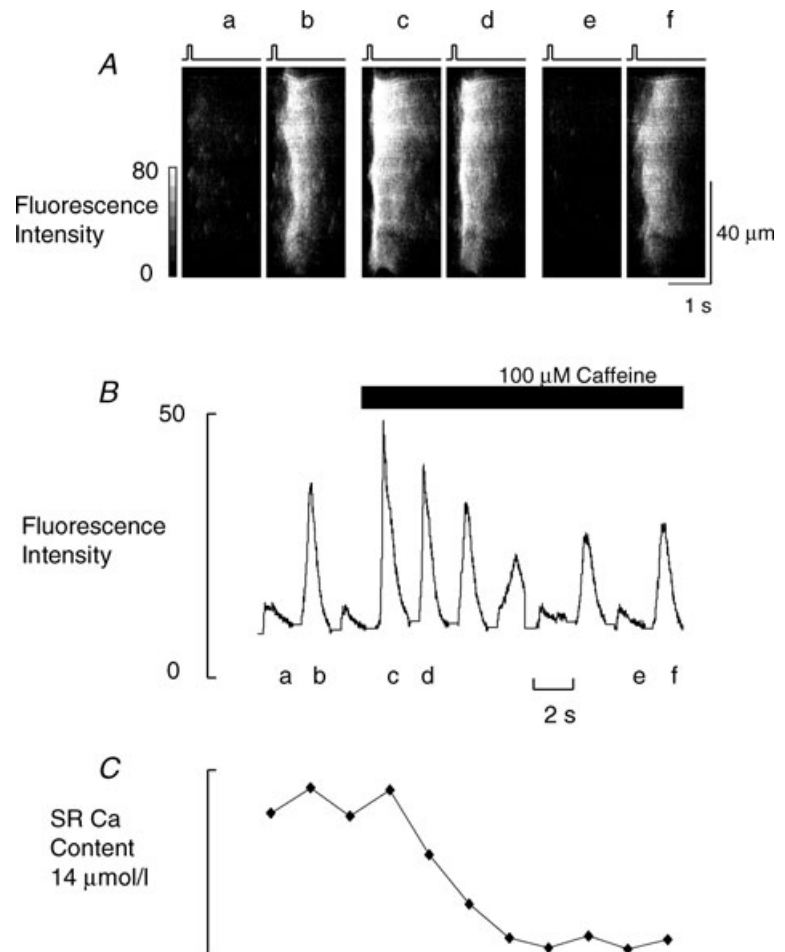 a b c d e f
A
80
Fluorescence
Intensity
0
40 μm
1 s
B
100 μM Caffeine
50
Fluorescence
Intensity
0
a b c d e f
2 s
C
SR Ca
Content
14 μmol/l